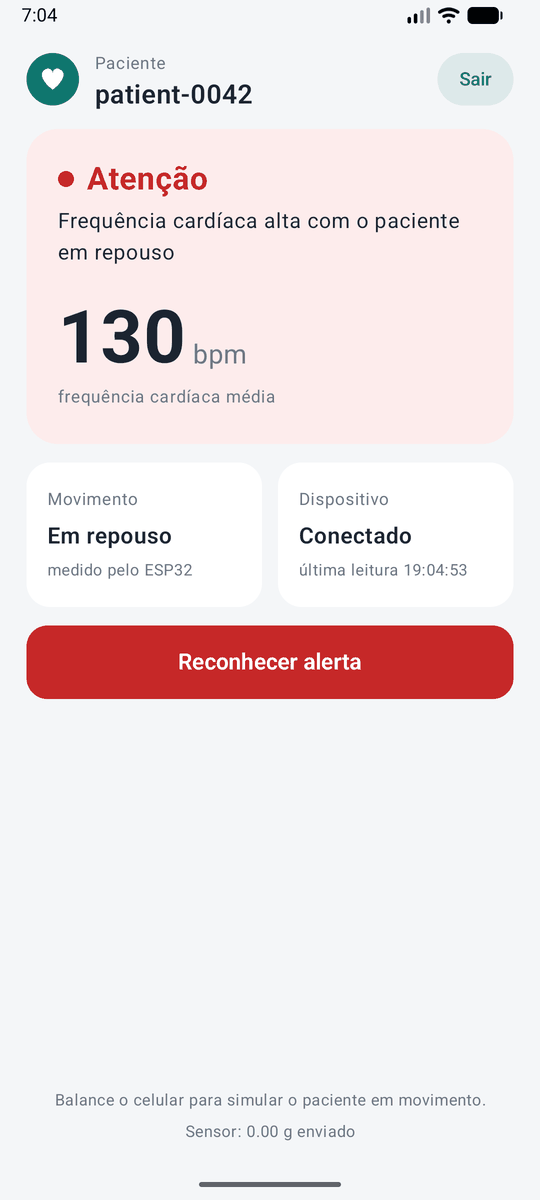 7:04
Paciente
patient-0042
Sair
Atenção
Frequência cardíaca alta com o paciente
em repouso
130 bpm
frequência cardíaca média
Movimento
Em repouso
medido pelo ESP32
Dispositivo
Conectado
última leitura 19:04:53
Reconhecer alerta
Balance o celular para simular o paciente em movimento.
Sensor: 0.00 g enviado